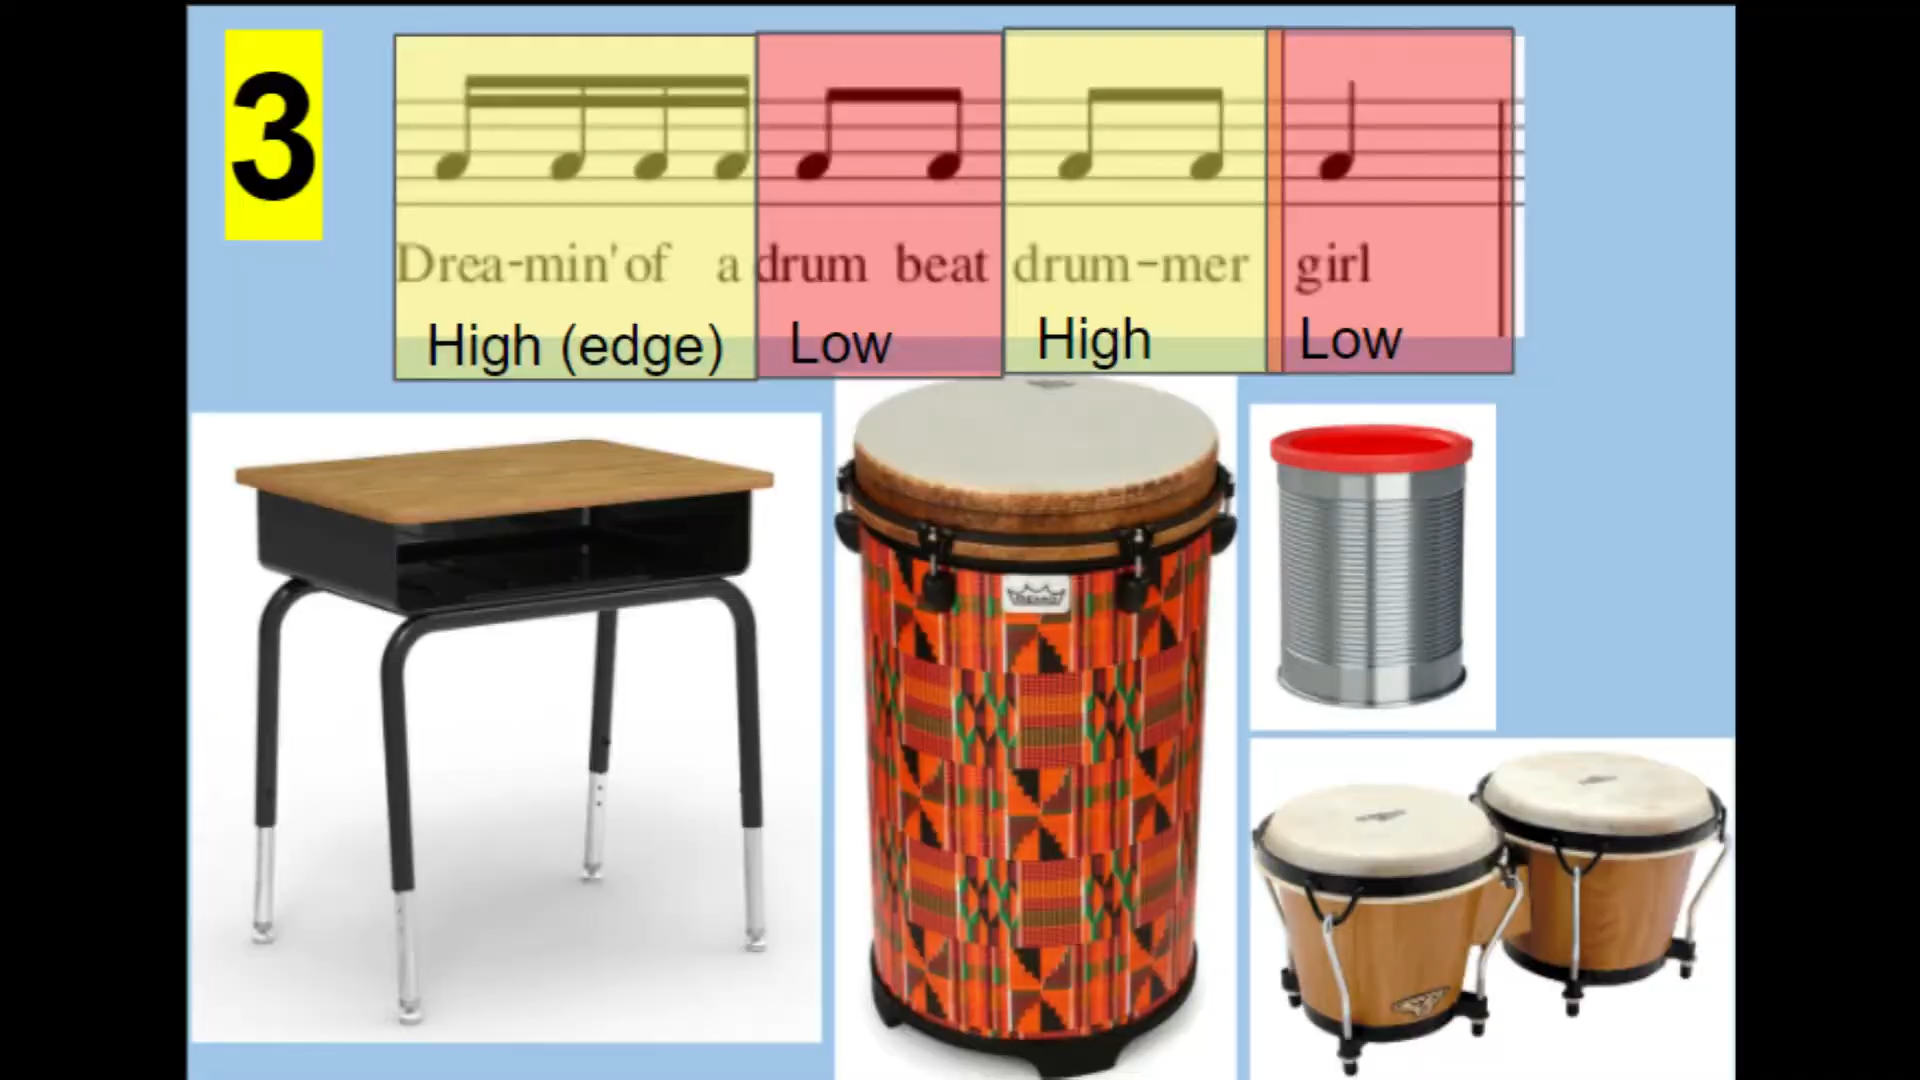 3
Drea-min' of a drum beat drum-mer girl
High (edge) Low High Low